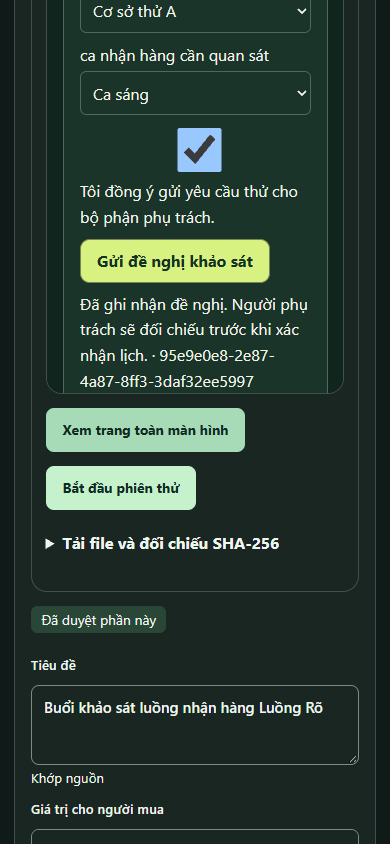 Cơ sở thử A
ca nhận hàng cần quan sát
Ca sáng
Tôi đồng ý gửi yêu cầu thử cho
bộ phận phụ trách.
Gửi đề nghị khảo sát
Đã ghi nhận đề nghị. Người phụ
trách sẽ đối chiếu trước khi xác
nhận lịch. · 95e9e0e8-2e87-
4a87-8ff3-3daf32ee5997
Xem trang toàn màn hình
Bắt đầu phiên thử
Tải file và đối chiếu SHA-256
Đã duyệt phần này
Tiêu đề
Buổi khảo sát luồng nhận hàng Luồng Rõ
Khớp nguồn
Giá trị cho người mua